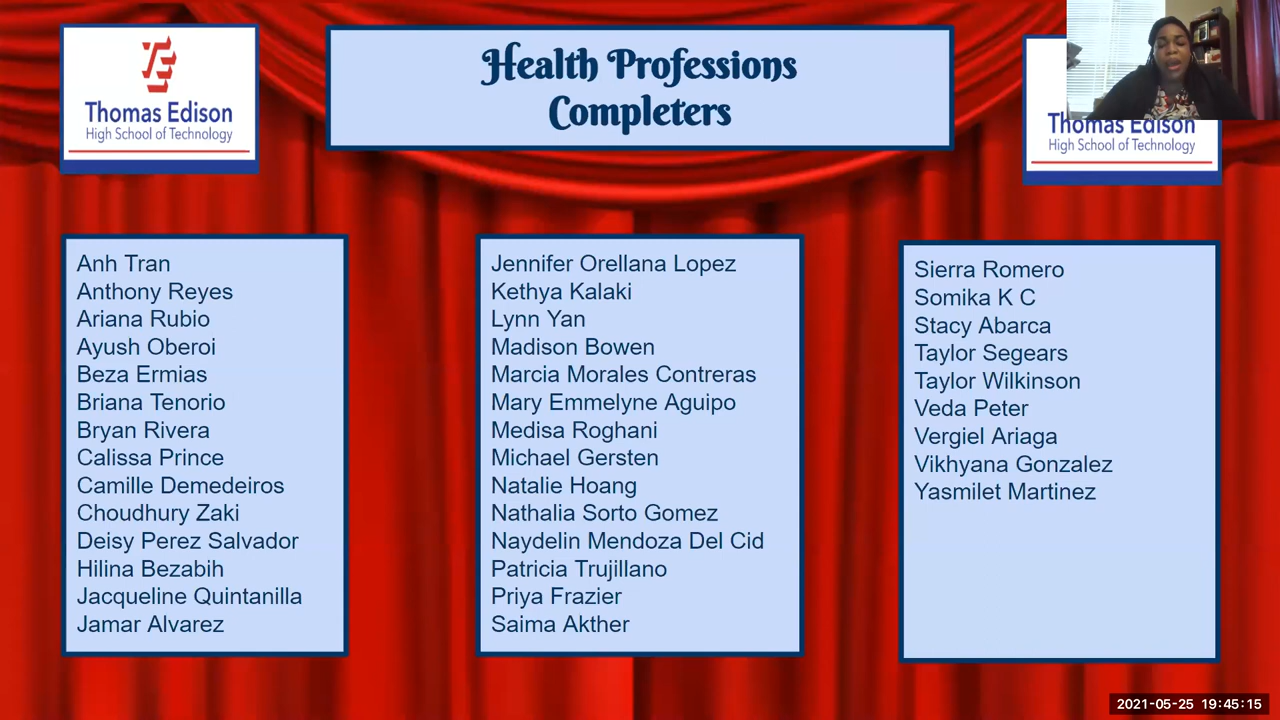 Thomas Edison
High School of Technology
Health Professions
Completers
Thomas Edison
High School of Technology
Anh Tran
Anthony Reyes
Ariana Rubio
Ayush Oberoi
Beza Ermias
Briana Tenorio
Bryan Rivera
Calissa Prince
Camille Demedeiros
Choudhury Zaki
Deisy Perez Salvador
Hilina Bezabih
Jacqueline Quintanilla
Jamar Alvarez
Jennifer Orellana Lopez
Kethya Kalaki
Lynn Yan
Madison Bowen
Marcia Morales Contreras
Mary Emmelyne Aguipo
Medisa Roghani
Michael Gersten
Natalie Hoang
Nathalia Sorto Gomez
Naydelin Mendoza Del Cid
Patricia Trujillano
Priya Frazier
Saima Akther
Sierra Romero
Somika K C
Stacy Abarca
Taylor Segears
Taylor Wilkinson
Veda Peter
Vergiel Ariaga
Vikhyana Gonzalez
Yasmilet Martinez
2021-05-25 19:45:15